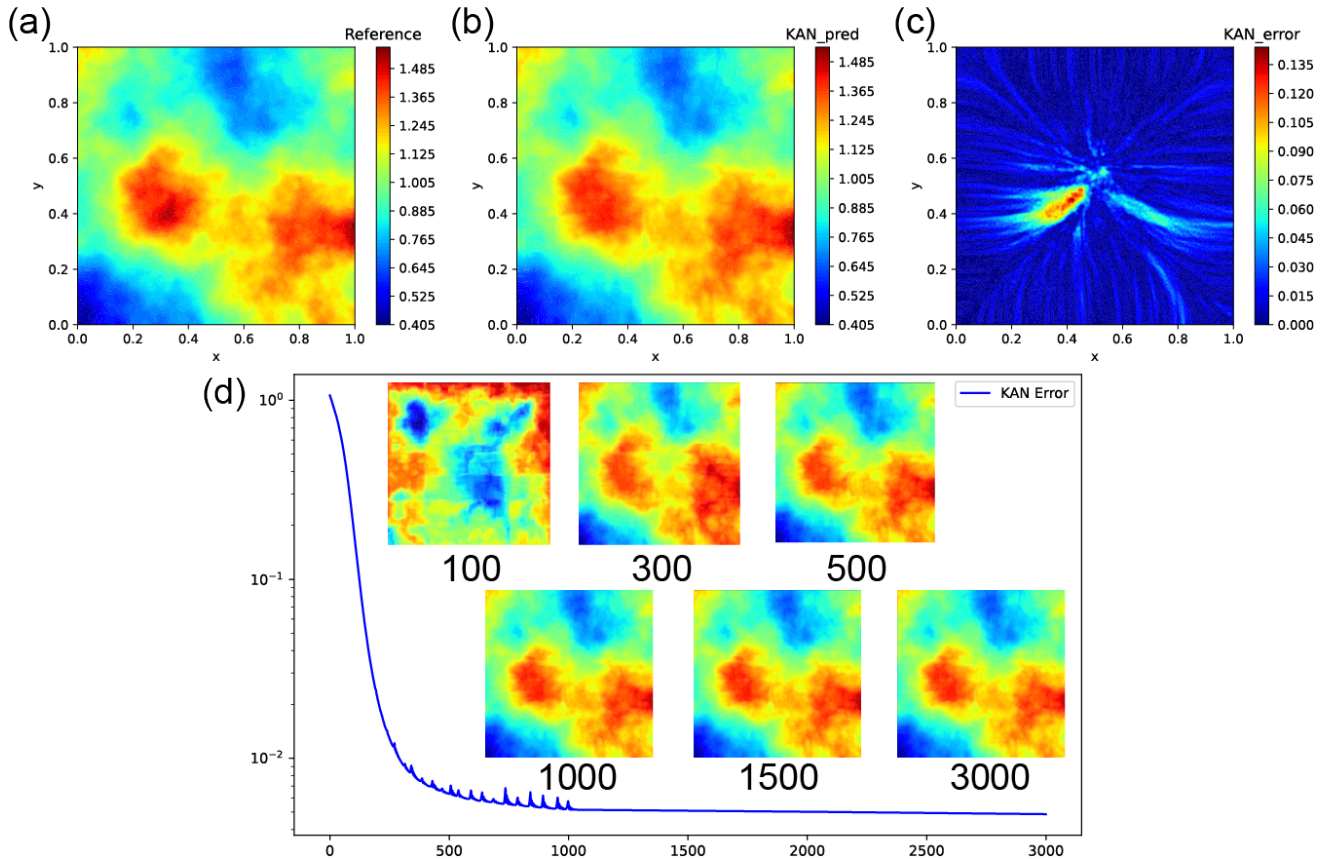 (a)
Reference
1.0
0.8
0.6
0.4
0.2
0.0
y
0.0 0.2 0.4 0.6 0.8 1.0
x
1.485
1.365
1.245
1.125
1.005
0.885
0.765
0.645
0.525
0.405
(b)
KAN_pred
1.0
0.8
0.6
0.4
0.2
0.0
y
0.0 0.2 0.4 0.6 0.8 1.0
x
1.485
1.365
1.245
1.125
1.005
0.885
0.765
0.645
0.525
0.405
(c)
KAN_error
1.0
0.8
0.6
0.4
0.2
0.0
y
0.0 0.2 0.4 0.6 0.8 1.0
x
0.135
0.120
0.105
0.090
0.075
0.060
0.045
0.030
0.015
0.000
(d)
KAN Error
10⁰
10⁻¹
10⁻²
100 300 500
1000 1500 3000
0 500 1000 1500 2000 2500 3000